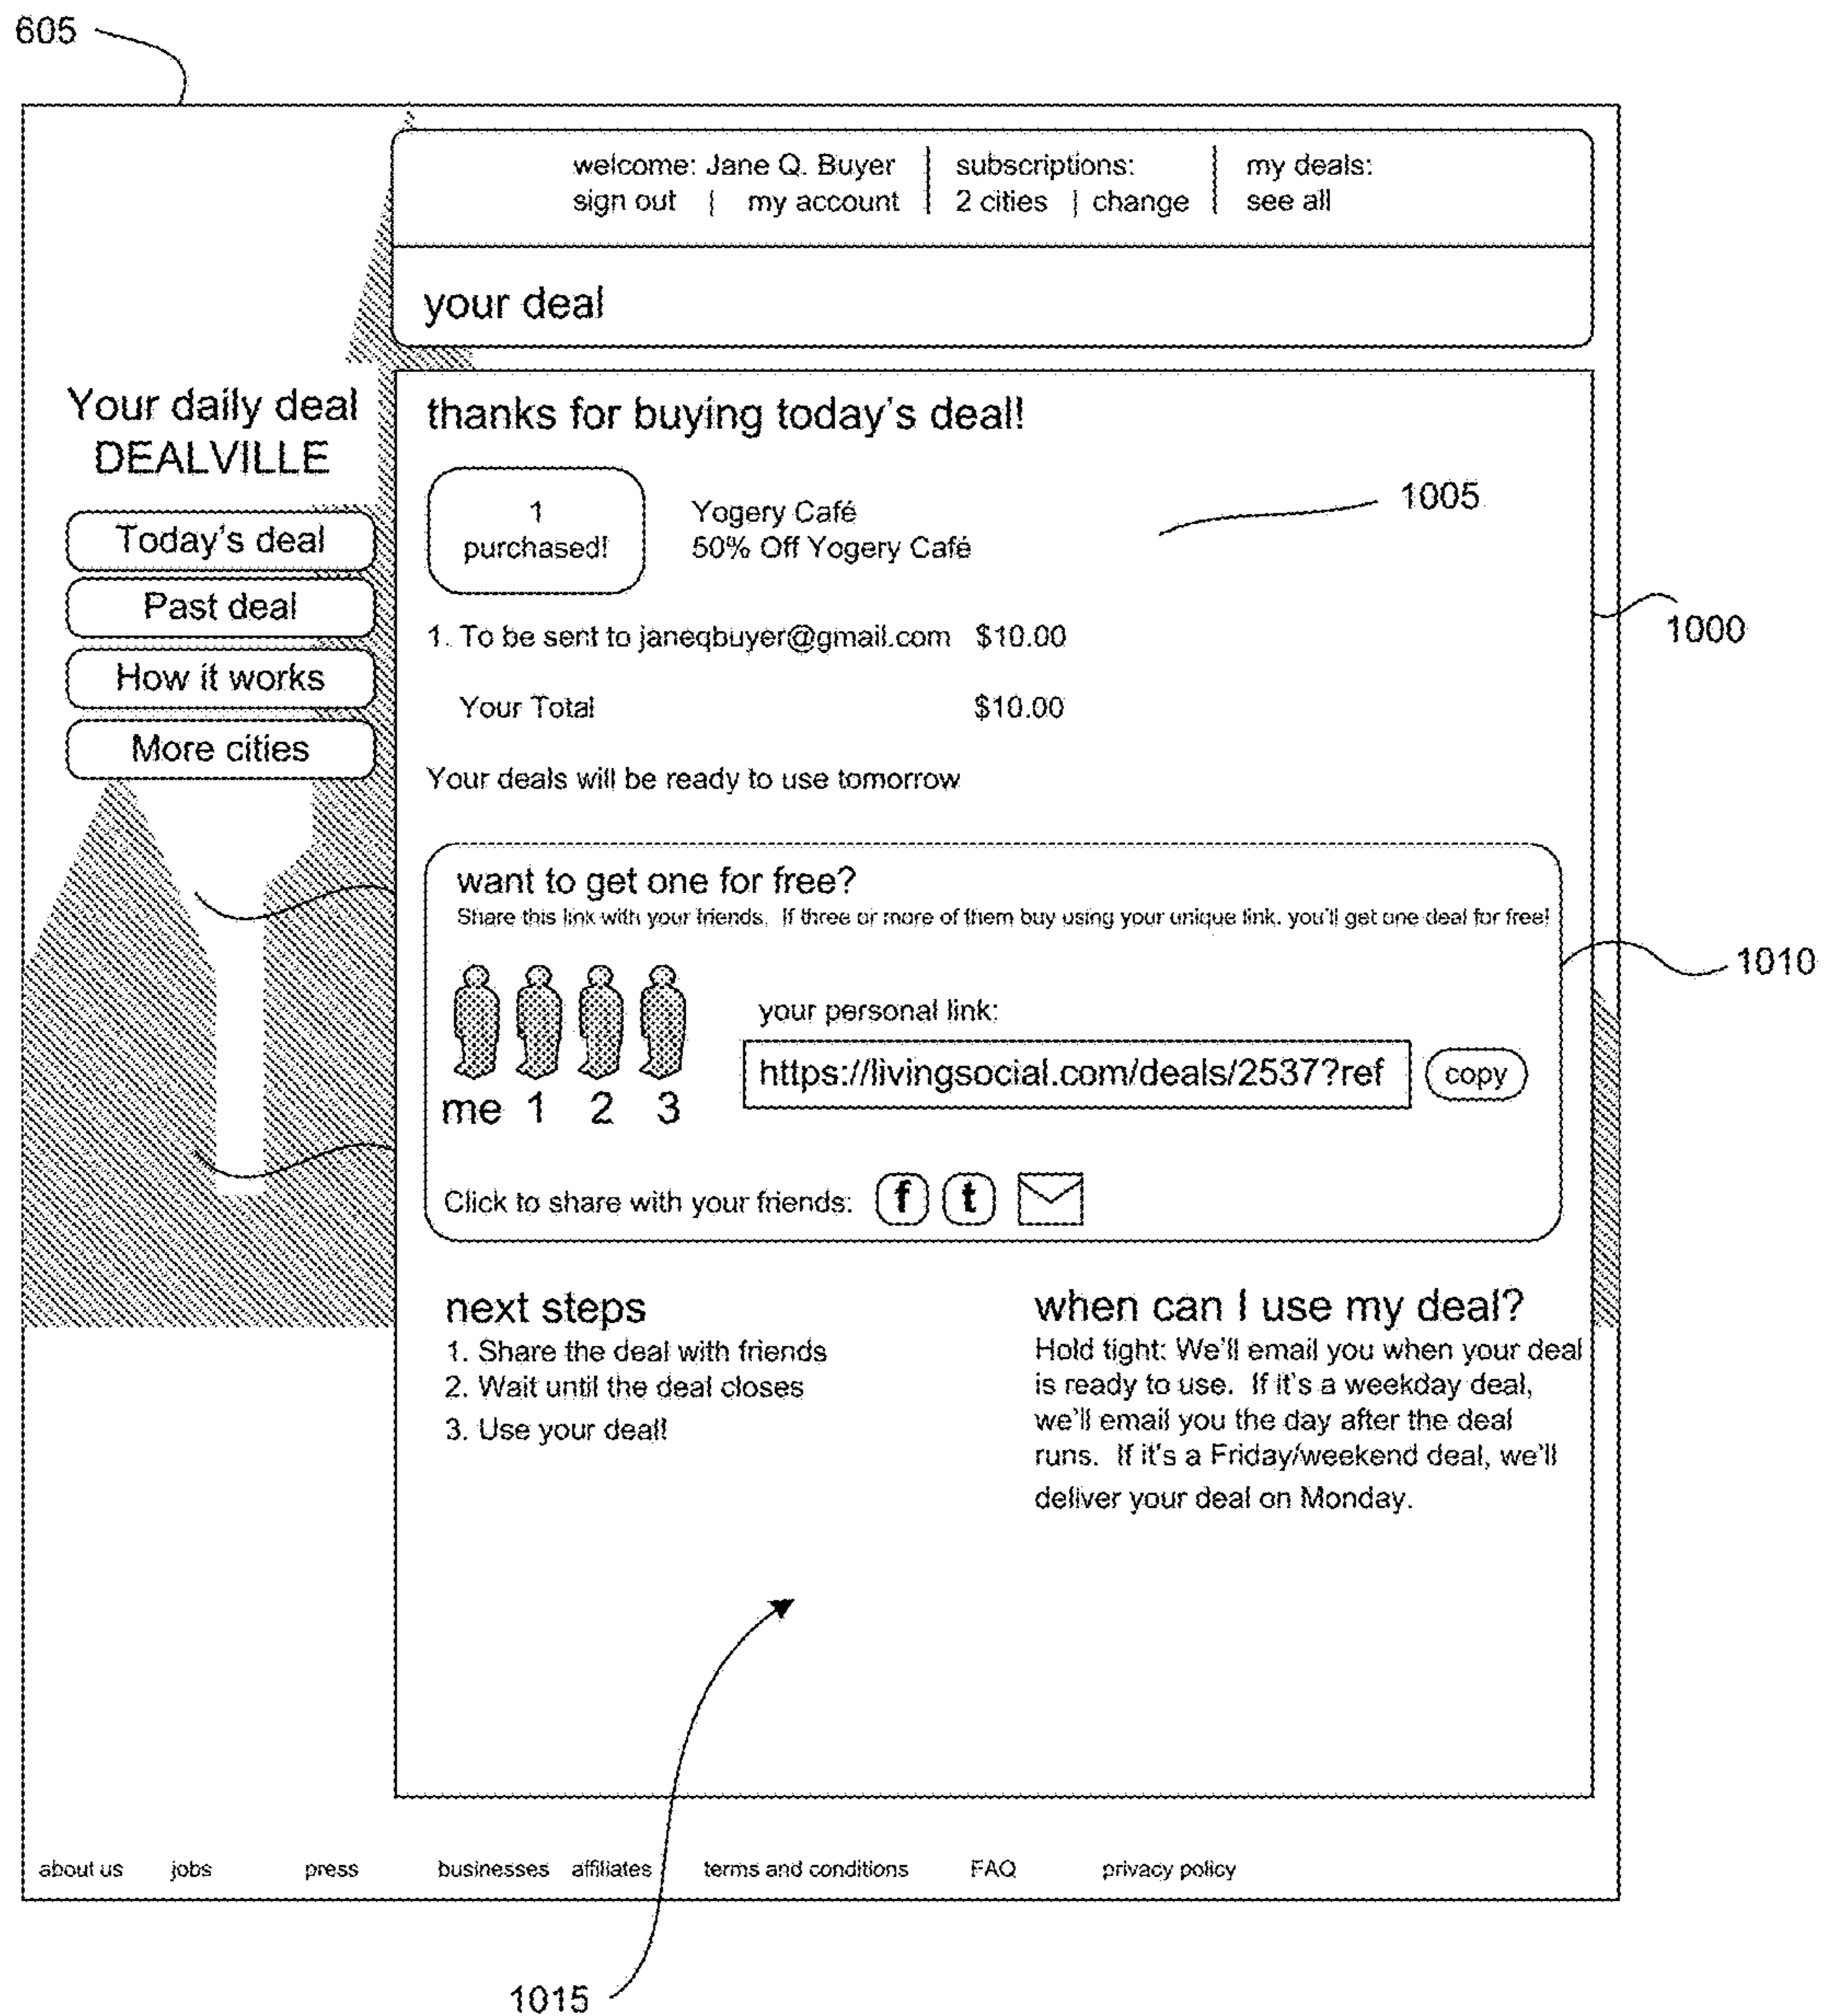 605
welcome: Jane Q. Buyer | subscriptions: | my deals:
sign out | my account | 2 cities | change | see all
your deal
Your daily deal
DEALVILLE
Today's deal
Past deal
How it works
More cities
thanks for buying today's deal!
1
purchased!
Yogery Café
50% Off Yogery Café
1005
1000
1. To be sent to janeqbuyer@gmail.com $10.00
Your Total $10.00
Your deals will be ready to use tomorrow
want to get one for free?
Share this link with your friends. If three or more of them buy using your unique link, you'll get one deal for free!
1010
me 1 2 3
your personal link:
https://livingsocial.com/deals/2537?ref
copy
Click to share with your friends: f t
next steps
1. Share the deal with friends
2. Wait until the deal closes
3. Use your deal!
when can I use my deal?
Hold tight: We'll email you when your deal
is ready to use. If it's a weekday deal,
we'll email you the day after the deal
runs. If it's a Friday/weekend deal, we'll
deliver your deal on Monday.
about us jobs press businesses affiliates terms and conditions FAQ privacy policy
1015